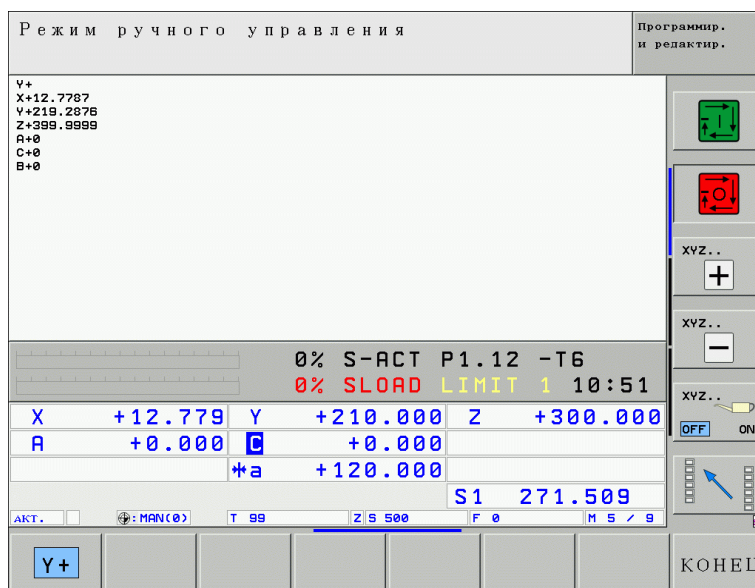 Режим ручного управления
Программир.
и редактир.
Y+
X+12.7787
Y+219.2876
Z+399.9999
A+0
C+0
B+0
XYZ..
+
XYZ..
−
0% S-ACT P1.12 -T6
0% SLOAD LIMIT 1 10:51
XYZ..
OFF ON
X +12.779 Y +210.000 Z +300.000
A +0.000 C +0.000
a +120.000
S1 271.509
АКТ. : MAN(0) T 99 Z S 500 F 0 M 5 / 9
Y+ КОНЕЦ